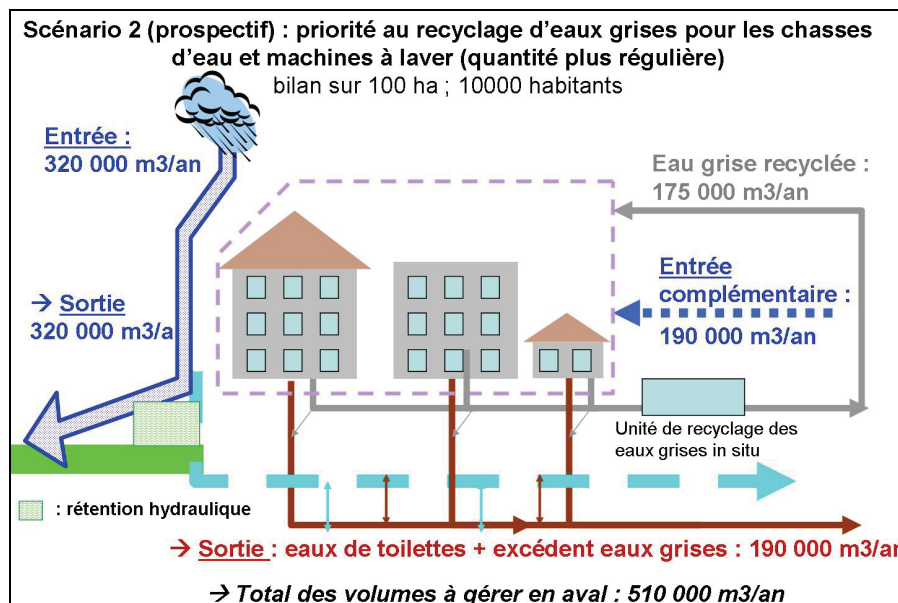 Scénario 2 (prospectif) : priorité au recyclage d'eaux grises pour les chasses
d'eau et machines à laver (quantité plus régulière)
bilan sur 100 ha ; 10000 habitants
Entrée :
320 000 m3/an
Eau grise recyclée :
175 000 m3/an
Entrée
complémentaire :
190 000 m3/an
→ Sortie
320 000 m3/a
Unité de recyclage des
eaux grises in situ
: rétention hydraulique
→ Sortie : eaux de toilettes + excédent eaux grises : 190 000 m3/an
→ Total des volumes à gérer en aval : 510 000 m3/an